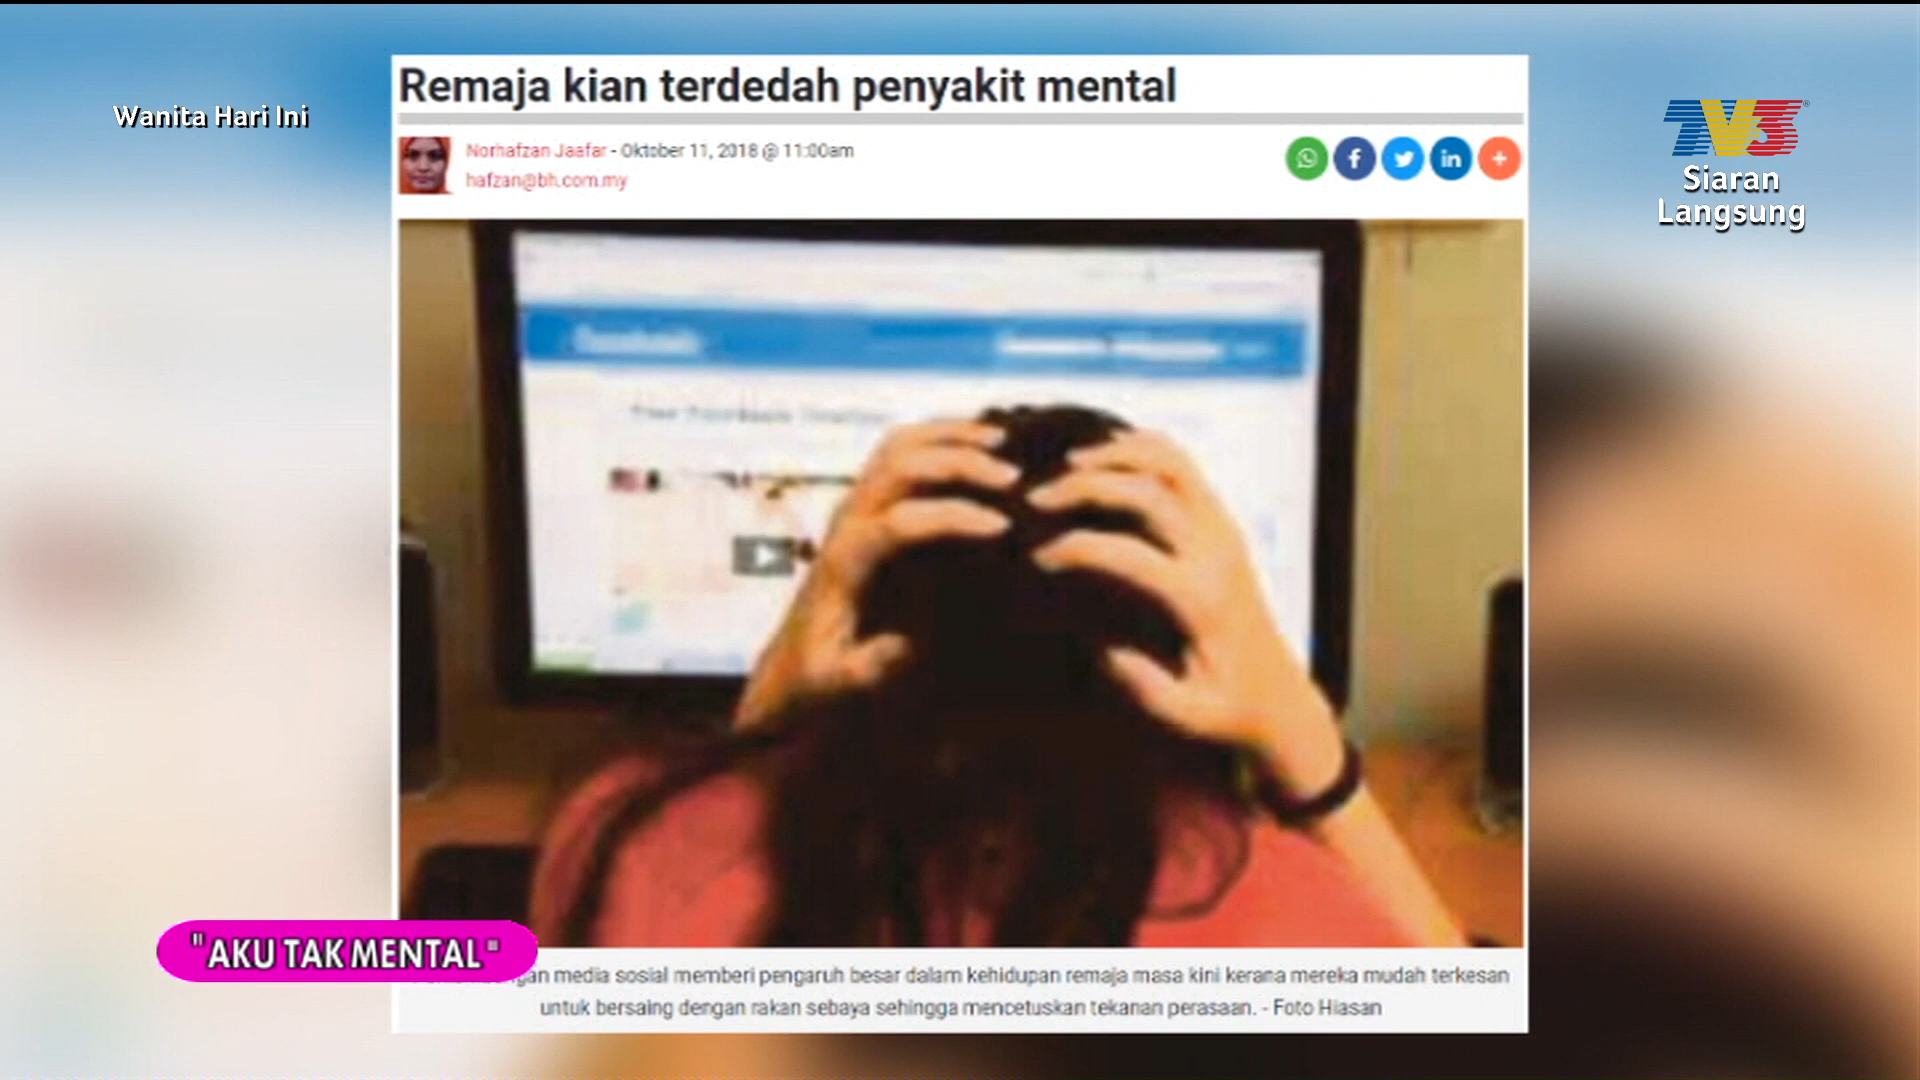 Remaja kian terdedah penyakit mental
Wanita Hari Ini
Norhafzan Jaafar - Oktober 11, 2018 @ 11:00am
hafzan@bh.com.my
TV3
Siaran
Langsung
"AKU TAK MENTAL"
media sosial memberi pengaruh besar dalam kehidupan remaja masa kini kerana mereka mudah terkesan
untuk bersaing dengan rakan sebaya sehingga mencetuskan tekanan perasaan. - Foto Hiasan